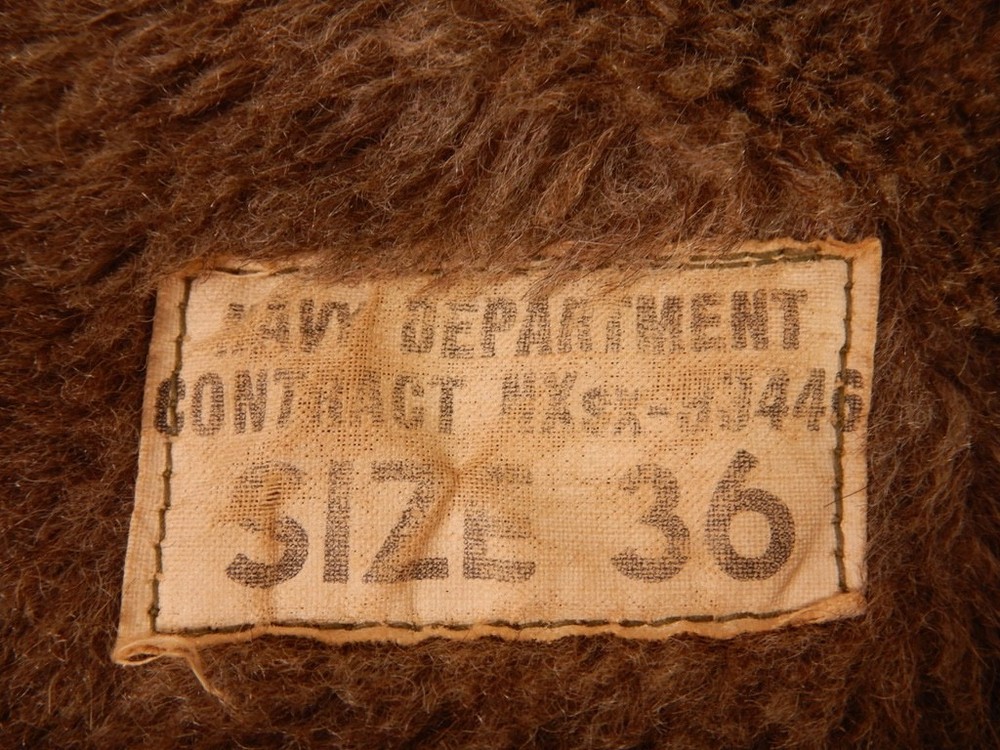 NAVY DEPARTMENT
CONTRACT
SIZE 36